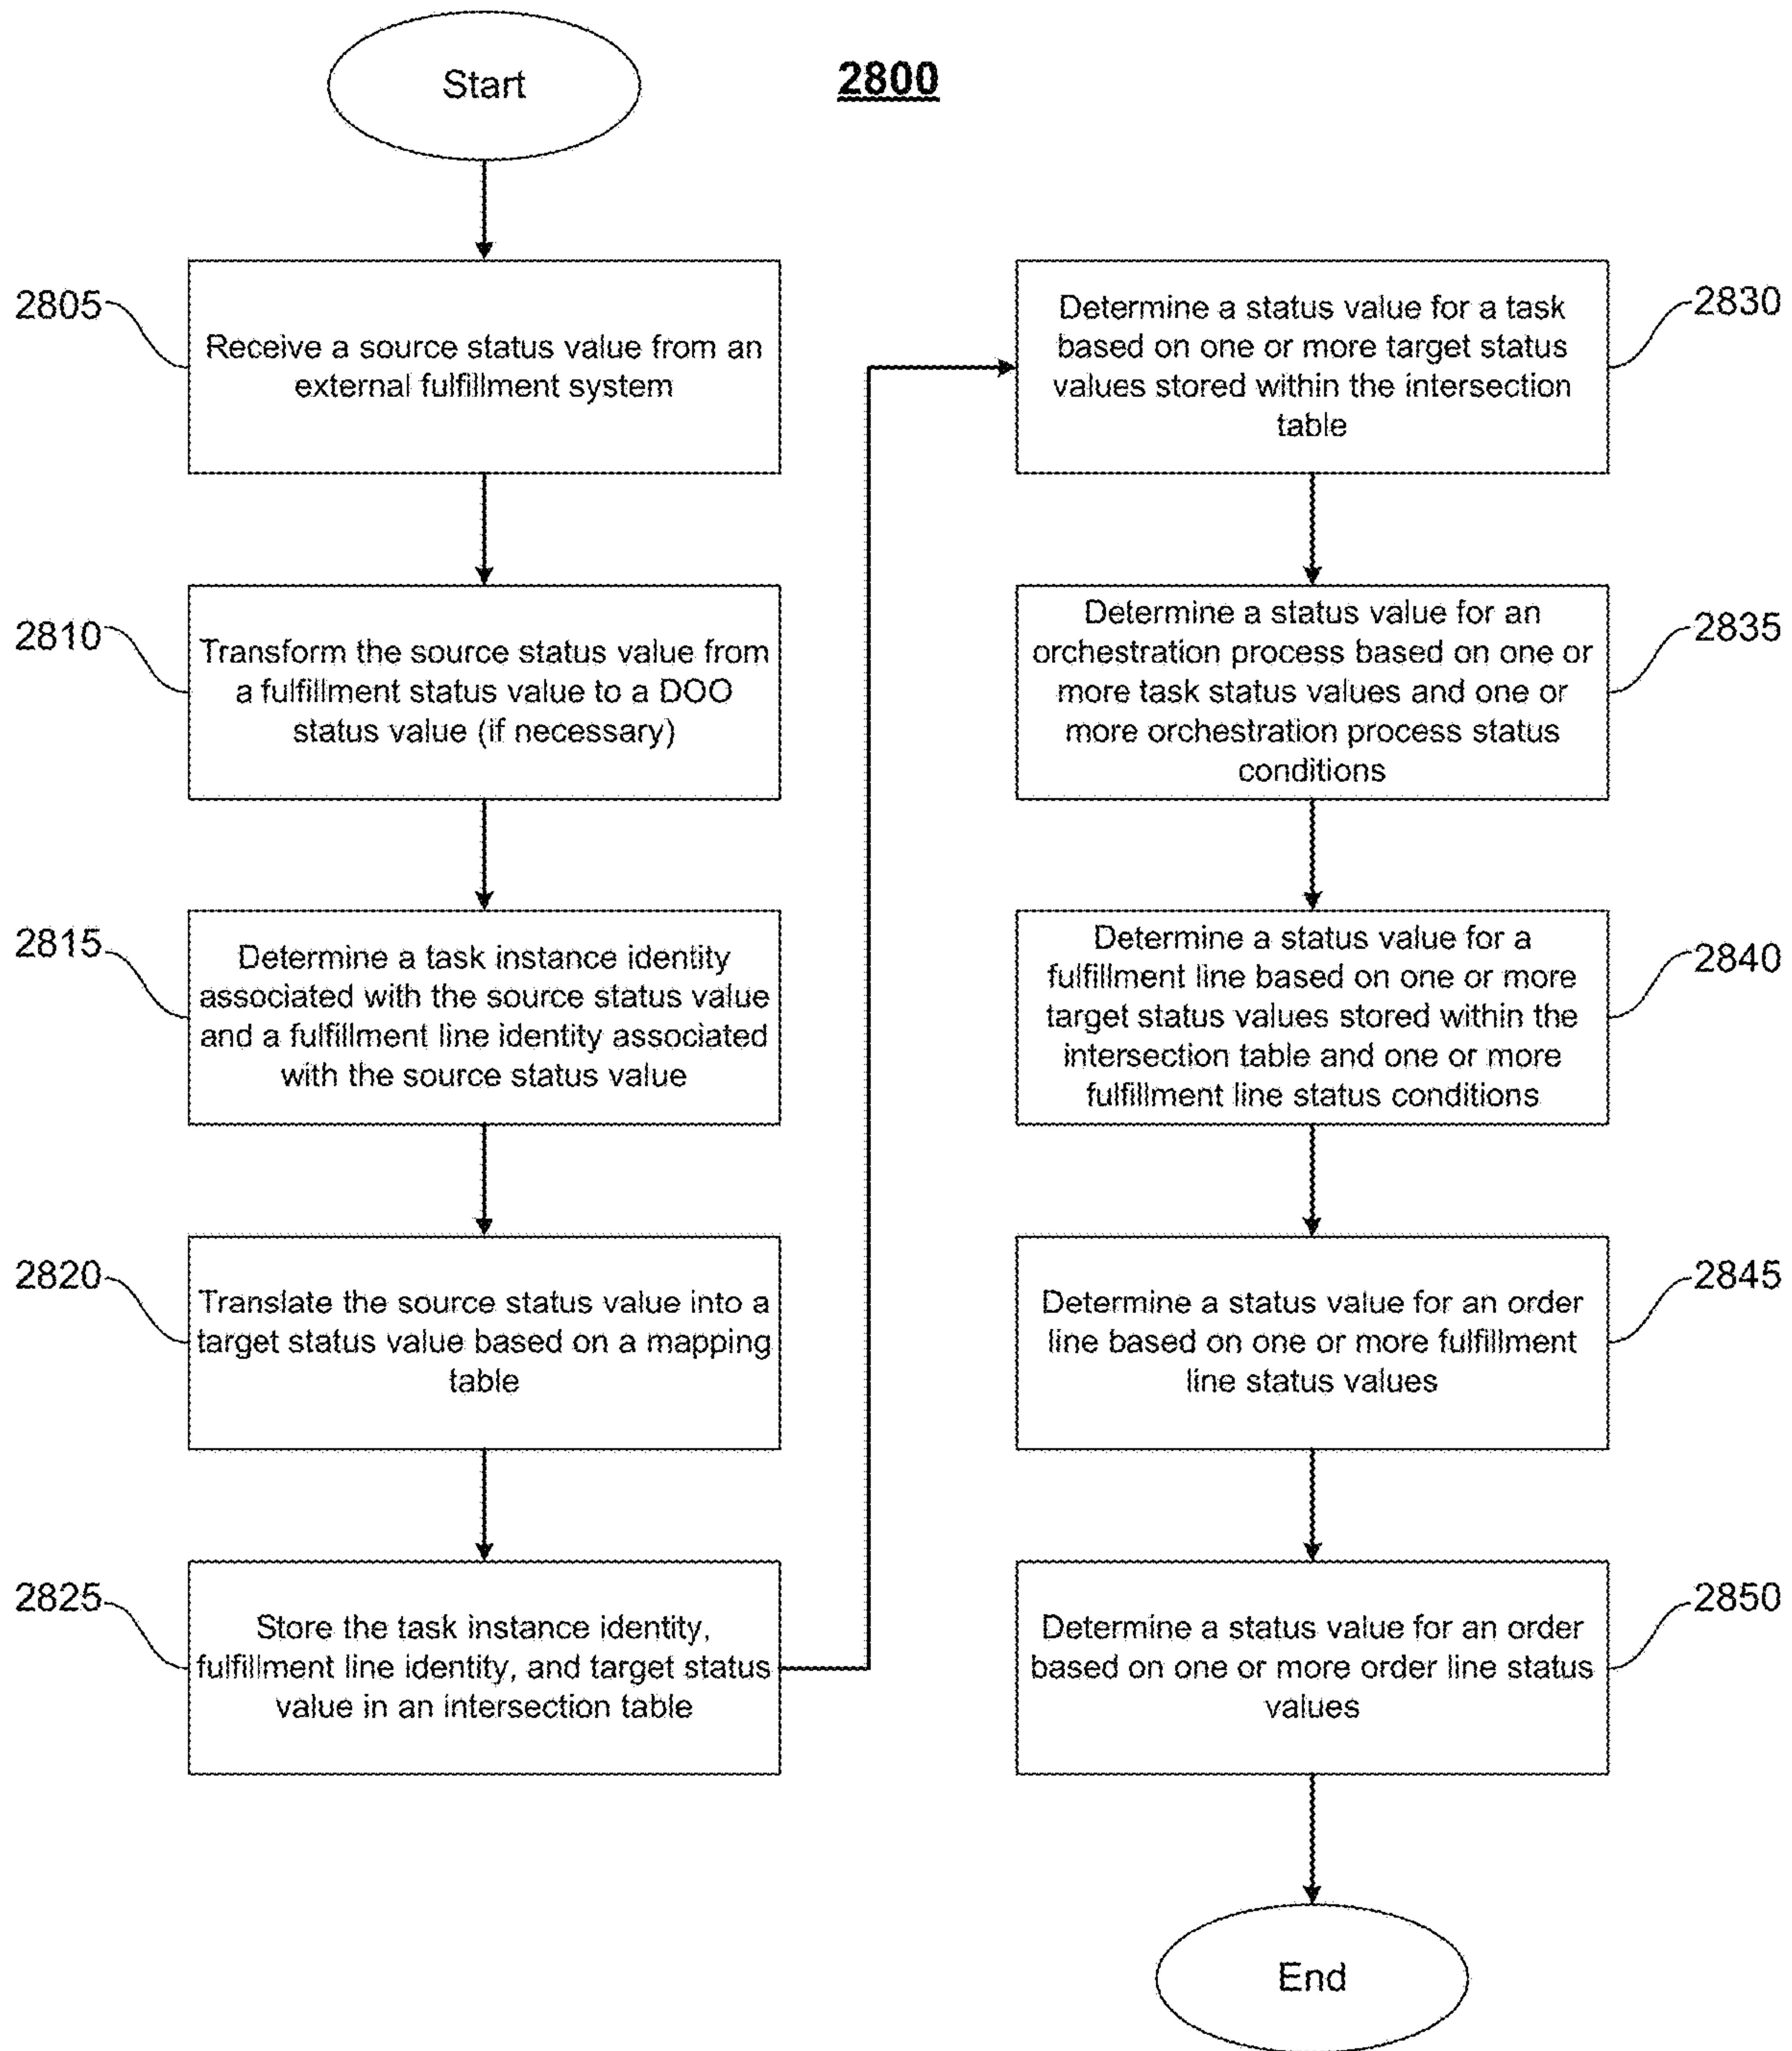 Start
2800
2805
Receive a source status value from an
external fulfillment system
2810
Transform the source status value from
a fulfillment status value to a DOO
status value (if necessary)
2815
Determine a task instance identity
associated with the source status value
and a fulfillment line identity associated
with the source status value
2820
Translate the source status value into a
target status value based on a mapping
table
2825
Store the task instance identity,
fulfillment line identity, and target status
value in an intersection table
2830
Determine a status value for a task
based on one or more target status
values stored within the intersection
table
2835
Determine a status value for an
orchestration process based on one or
more task status values and one or
more orchestration process status
conditions
2840
Determine a status value for a
fulfillment line based on one or more
target status values stored within the
intersection table and one or more
fulfillment line status conditions
2845
Determine a status value for an order
line based on one or more fulfillment
line status values
2850
Determine a status value for an order
based on one or more order line status
values
End